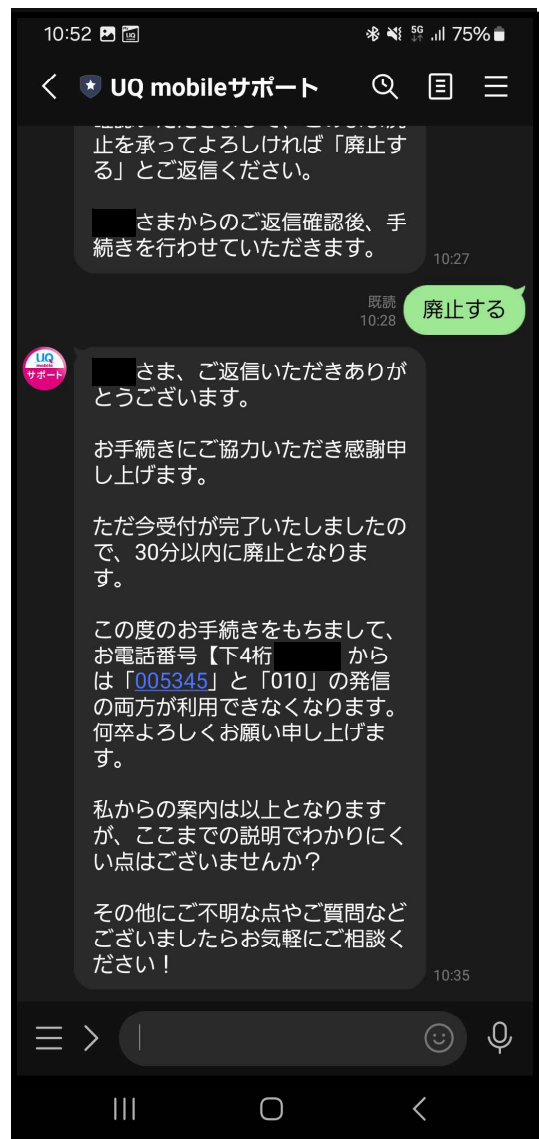 10:52
5G
75%
UQ mobileサポート
止を承ってよろしければ「廃止す
る」とご返信ください。
さまからのご返信確認後、手
続きを行わせていただきます。
10:27
既読
10:28
廃止する
UQ
mobile
サポート
さま、ご返信いただきありが
とうございます。
お手続きにご協力いただき感謝申
し上げます。
ただ今受付が完了いたしましたの
で、30分以内に廃止となりま
す。
この度のお手続きをもちまして、
お電話番号【下4桁
から
は「005345」と「010」の発信
の両方が利用できなくなります。
何卒よろしくお願い申し上げま
す。
私からの案内は以上となります
が、ここまでの説明でわかりにく
い点はございませんか？
その他にご不明な点やご質問など
ございましたらお気軽にご相談く
ださい！
10:35